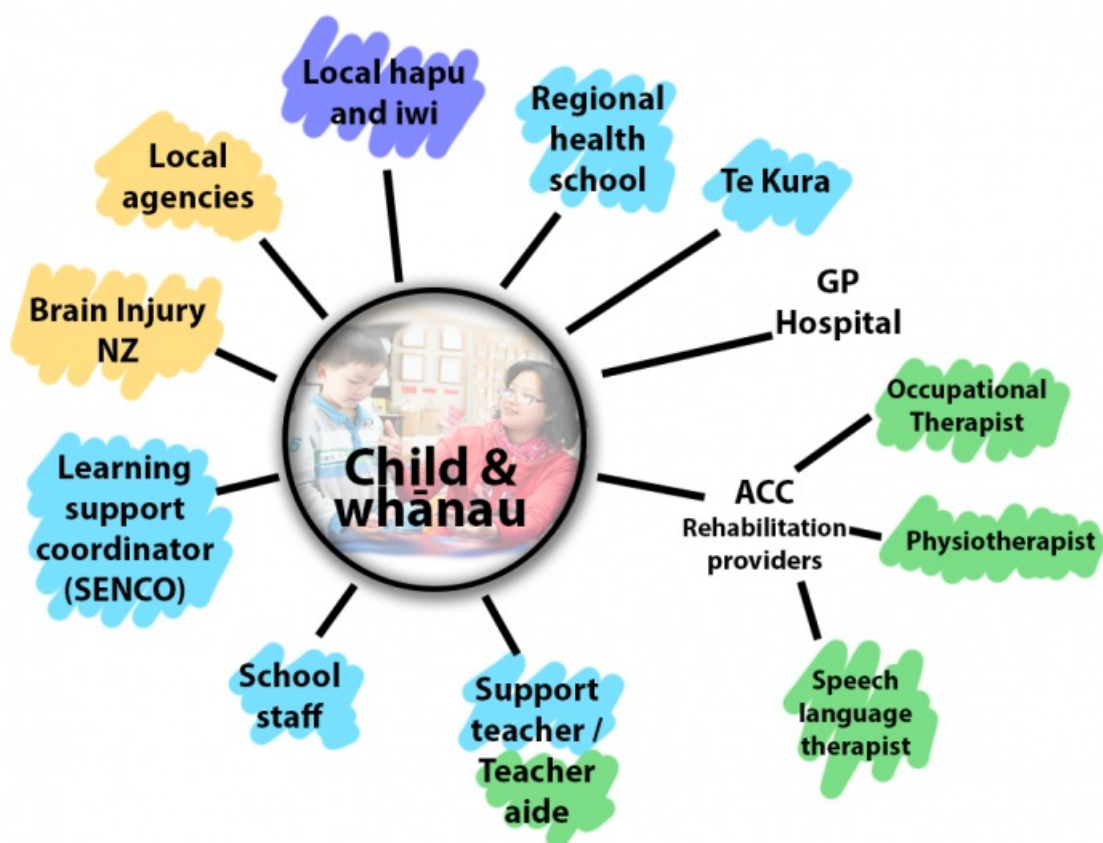 Local hapu
and iwi
Regional
health
school
Te Kura
GP
Hospital
Occupational
Therapist
ACC
Rehabilitation
providers
Physiotherapist
Speech
language
therapist
Support
teacher /
Teacher
aide
School
staff
Learning
support
coordinator
(SENCO)
Brain Injury
NZ
Local
agencies
Child &
whānau